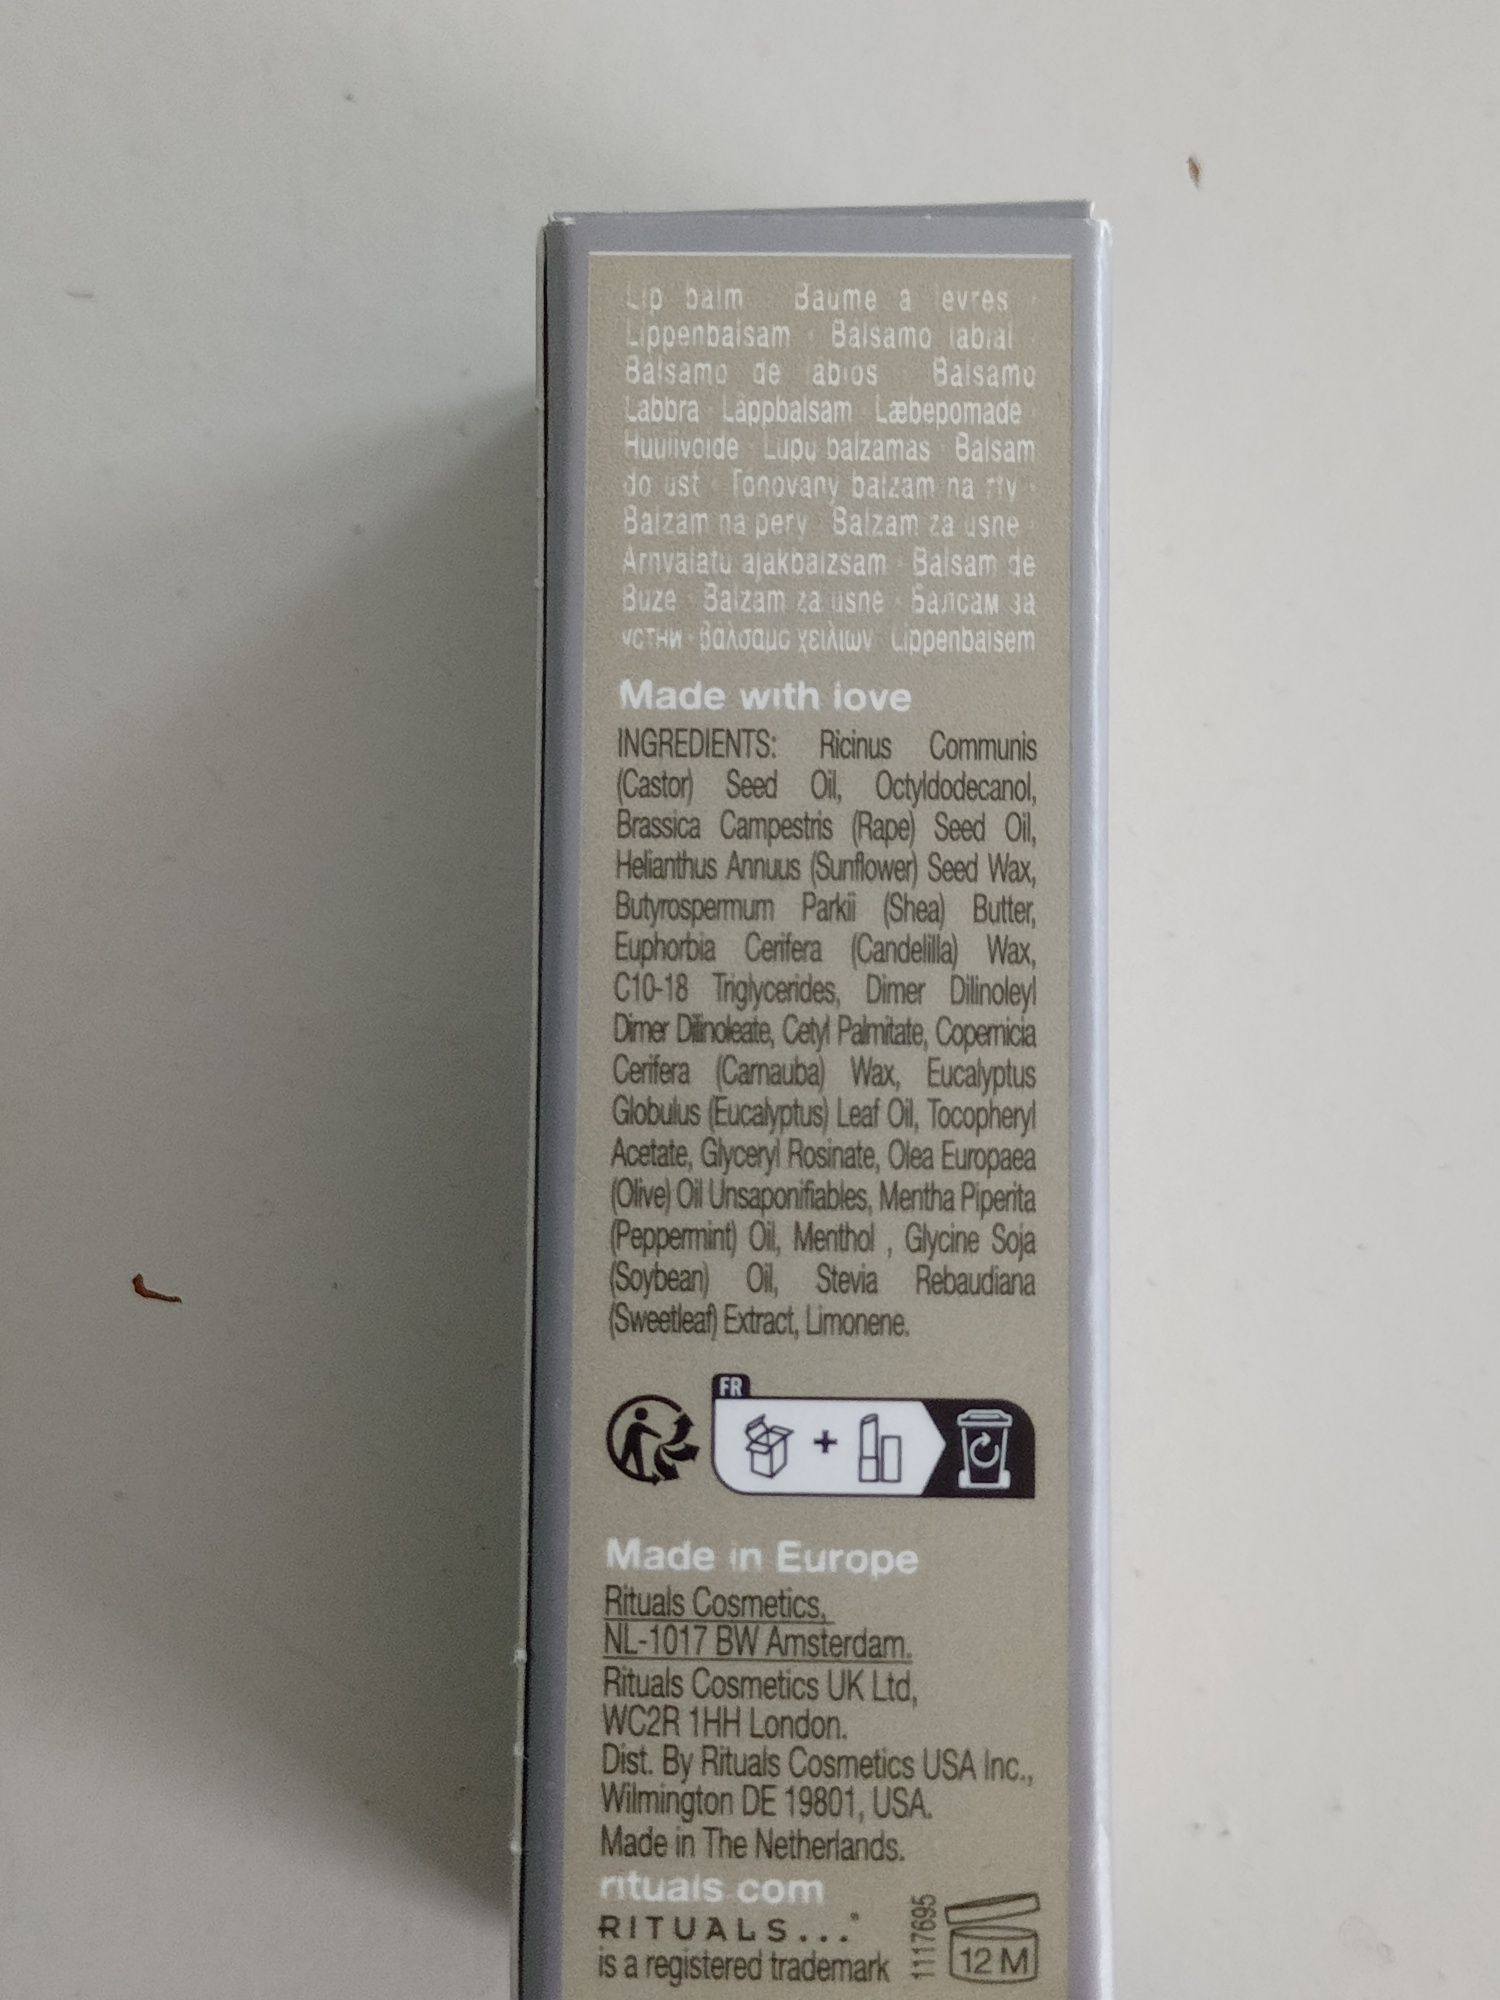 Lip balm · Baume à lèvres ·
Lippenbalsam · Bálsamo labial ·
Bálsamo de lábios · Balsamo
Labbra · Läppbalsam · Læbepomade ·
Huulivoide · Lūpų balzamas · Balsam
do ust · Tónovaný balzam na rty ·
Balzam na pery · Balzam za usne ·
Árnyalatú ajakbalzsam · Balsam de
Buze · Balzam za usne · Балсам за
устни · βάλσαμο χειλιών · Lippenbalsem
Made with love
INGREDIENTS: Ricinus Communis
(Castor) Seed Oil, Octyldodecanol,
Brassica Campestris (Rape) Seed Oil,
Helianthus Annuus (Sunflower) Seed Wax,
Butyrospermum Parkii (Shea) Butter,
Euphorbia Cerifera (Candelilla) Wax,
C10-18 Triglycerides, Dimer Dilinoleyl
Dimer Dilinoleate, Cetyl Palmitate, Copernicia
Cerifera (Carnauba) Wax, Eucalyptus
Globulus (Eucalyptus) Leaf Oil, Tocopheryl
Acetate, Glyceryl Rosinate, Olea Europaea
(Olive) Oil Unsaponifiables, Mentha Piperita
(Peppermint) Oil, Menthol , Glycine Soja
(Soybean) Oil, Stevia Rebaudiana
(Sweetleaf) Extract, Limonene.
FR
+
Made in Europe
Rituals Cosmetics,
NL-1017 BW Amsterdam.
Rituals Cosmetics UK Ltd,
WC2R 1HH London.
Dist. By Rituals Cosmetics USA Inc.,
Wilmington DE 19801, USA.
Made in The Netherlands.
rituals.com
RITUALS...®
is a registered trademark
1117695
12 M